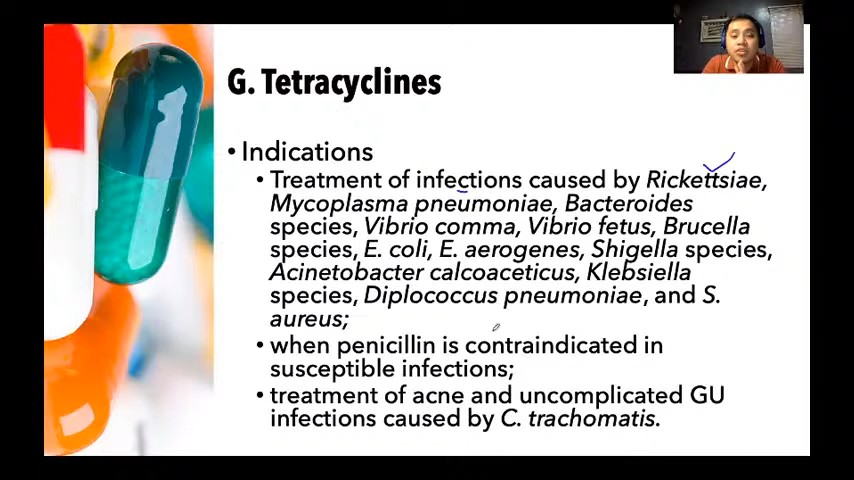 G. Tetracyclines
• Indications
• Treatment of infections caused by Rickettsiae,
Mycoplasma pneumoniae, Bacteroides
species, Vibrio comma, Vibrio fetus, Brucella
species, E. coli, E. aerogenes, Shigella species,
Acinetobacter calcoaceticus, Klebsiella
species, Diplococcus pneumoniae, and S.
aureus;
• when penicillin is contraindicated in
susceptible infections;
• treatment of acne and uncomplicated GU
infections caused by C. trachomatis.